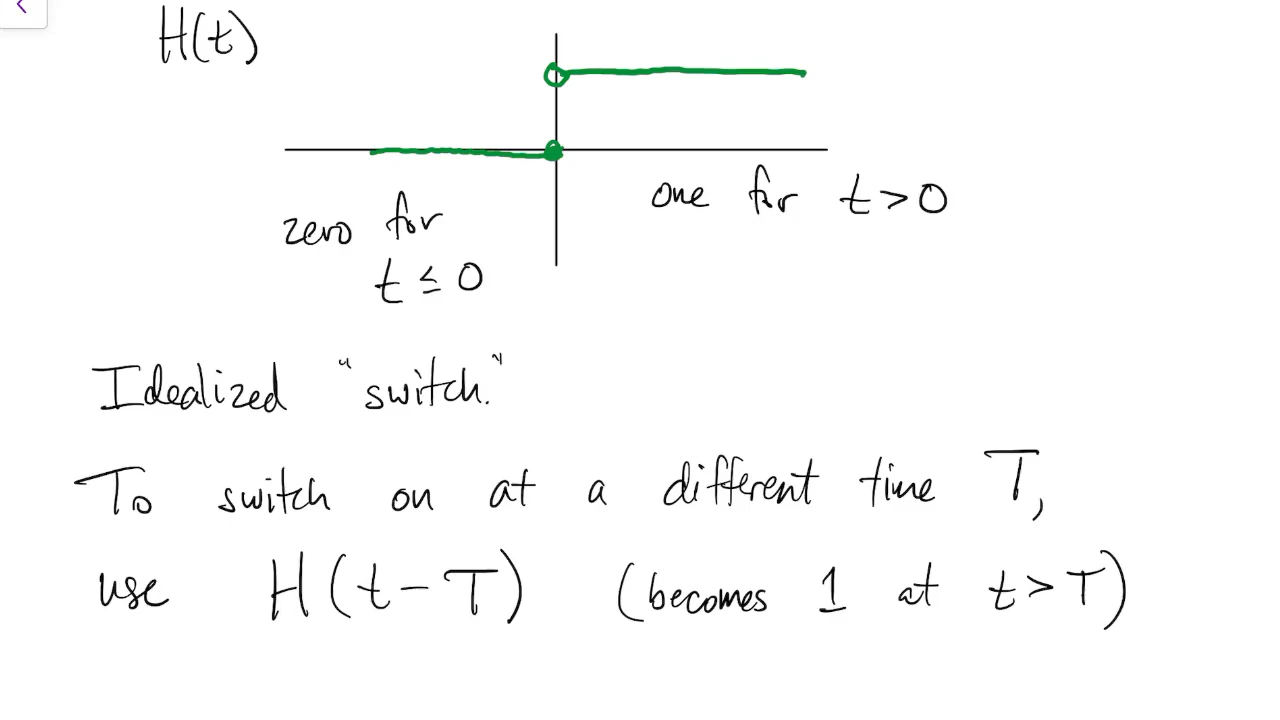 H(t)
one for t > 0
zero for
t ≤ 0
Idealized "switch."
To switch on at a different time T,
use H(t - T) (becomes 1 at t > T)